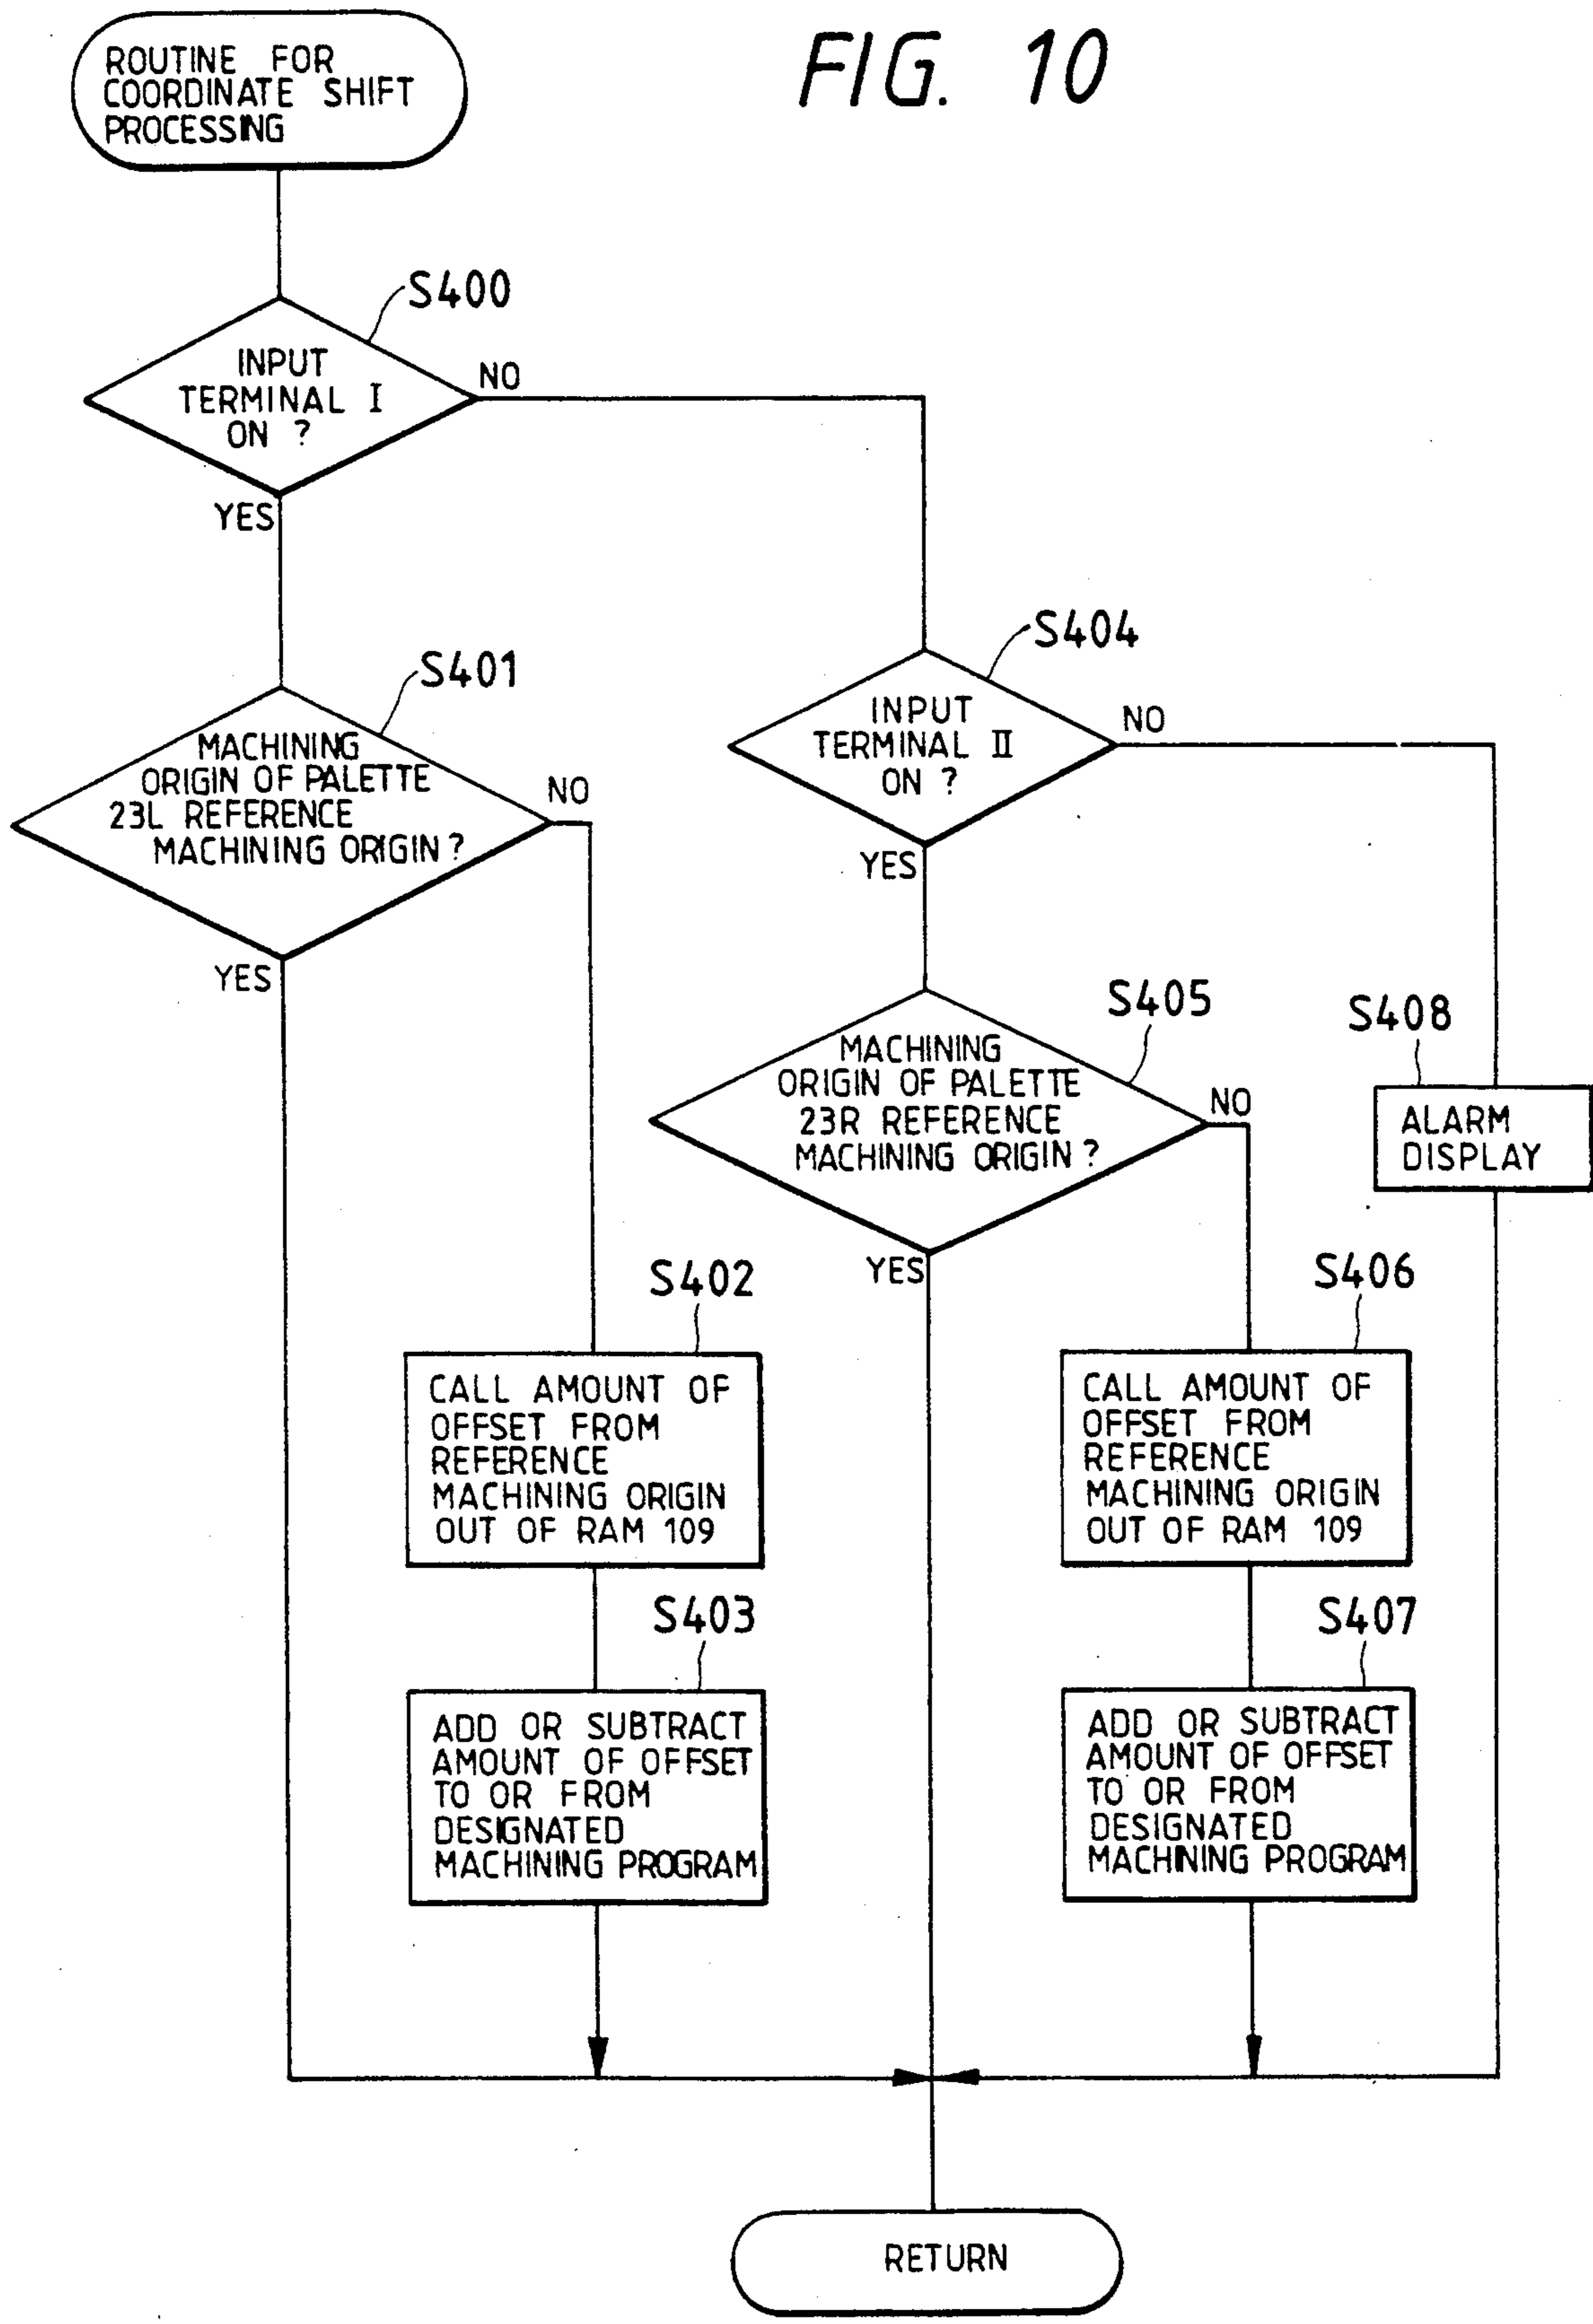 FIG. 10
ROUTINE FOR
COORDINATE SHIFT
PROCESSING
S400
INPUT
TERMINAL I
ON ?
NO
YES
S401
MACHINING
ORIGIN OF PALETTE
23L REFERENCE
MACHINING ORIGIN ?
NO
YES
S402
CALL AMOUNT OF
OFFSET FROM
REFERENCE
MACHINING ORIGIN
OUT OF RAM 109
S403
ADD OR SUBTRACT
AMOUNT OF OFFSET
TO OR FROM
DESIGNATED
MACHINING PROGRAM
S404
INPUT
TERMINAL II
ON ?
NO
YES
S405
MACHINING
ORIGIN OF PALETTE
23R REFERENCE
MACHINING ORIGIN ?
NO
YES
S406
CALL AMOUNT OF
OFFSET FROM
REFERENCE
MACHINING ORIGIN
OUT OF RAM 109
S407
ADD OR SUBTRACT
AMOUNT OF OFFSET
TO OR FROM
DESIGNATED
MACHINING PROGRAM
S408
ALARM
DISPLAY
RETURN